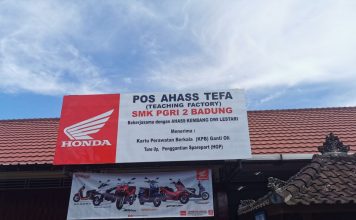 POS AHASS TEFA
(TEACHING FACTORY)
SMK PGRI 2 BADUNG
Bekerjasama dengan AHASS KEMBANG DWI LESTARI
Menerima :
Kartu Perawatan Berkala (KPB) Ganti Oli
Tune Up, Penggantian Sparepart (HGP)
HONDA